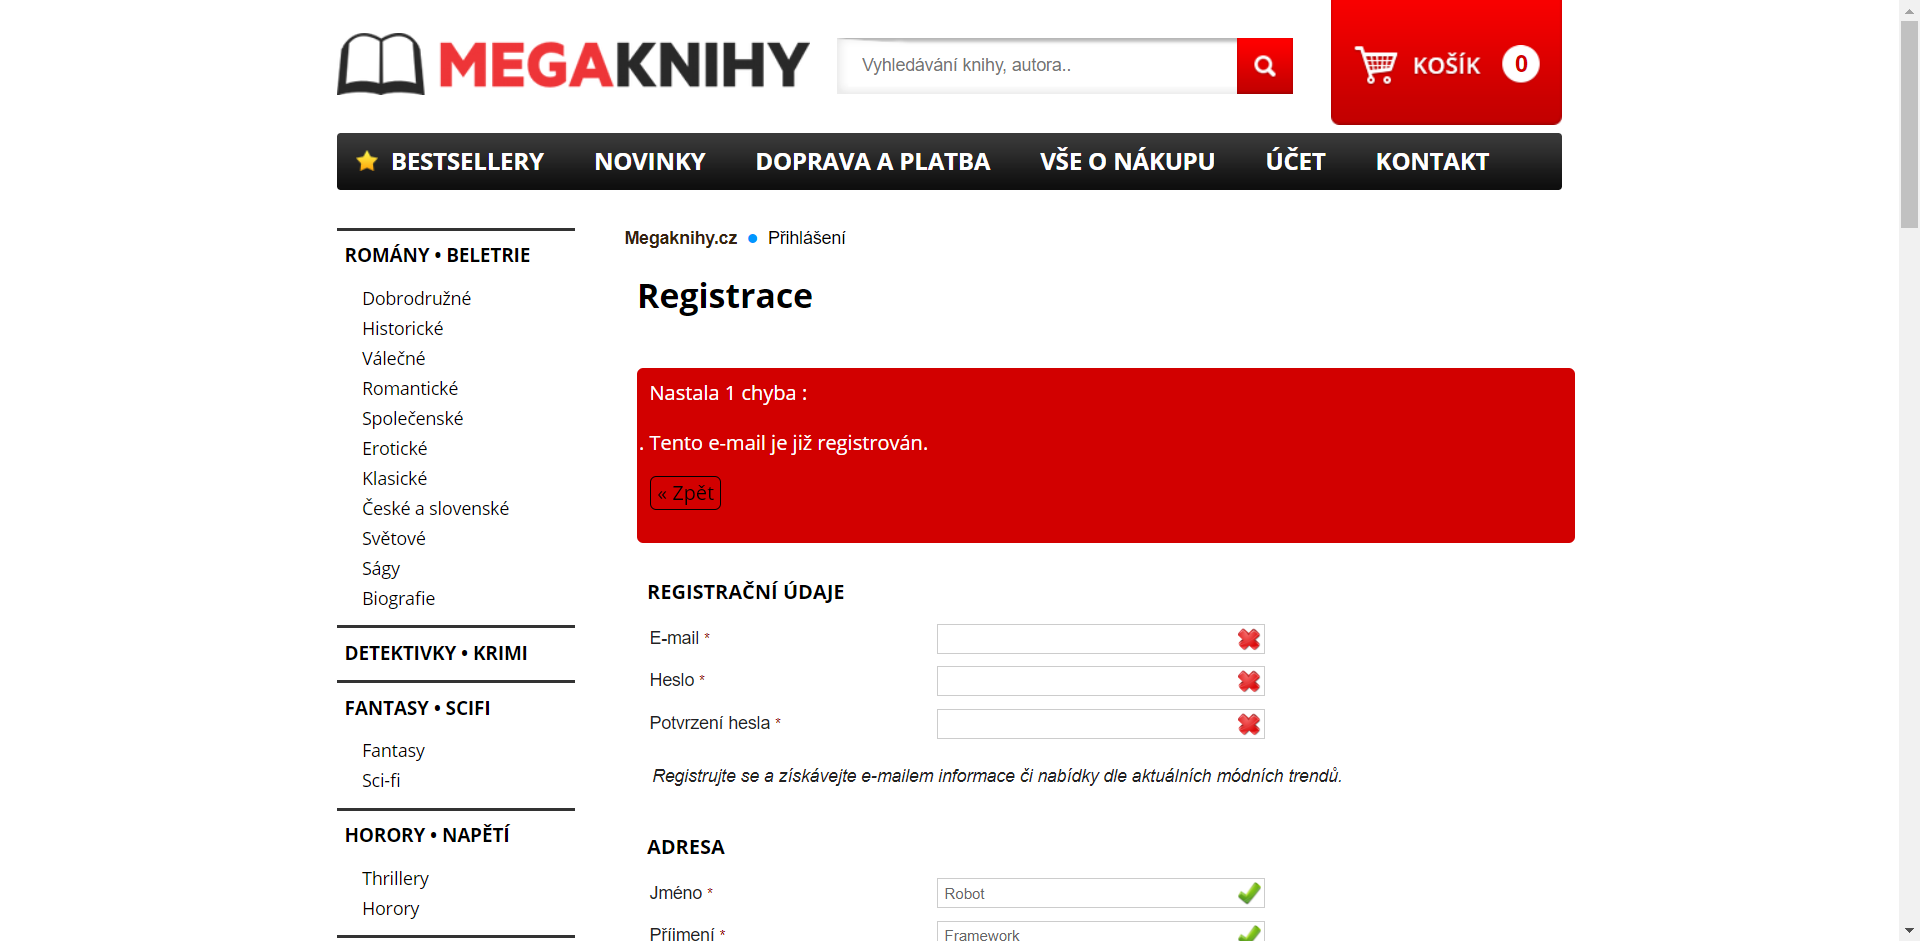 MEGAKNIHY
Vyhledávání knihy, autora..
KOŠÍK 0
BESTSELLERY NOVINKY DOPRAVA A PLATBA VŠE O NÁKUPU ÚČET KONTAKT
ROMÁNY • BELETRIE
Dobrodružné
Historické
Válečné
Romantické
Společenské
Erotické
Klasické
České a slovenské
Světové
Ságy
Biografie
DETEKTIVKY • KRIMI
FANTASY • SCIFI
Fantasy
Sci-fi
HORORY • NAPĚTÍ
Thrillery
Horory
Megaknihy.cz • Přihlášení
Registrace
Nastala 1 chyba :
. Tento e-mail je již registrován.
« Zpět
REGISTRAČNÍ ÚDAJE
E-mail *
Heslo *
Potvrzení hesla *
Registrujte se a získávejte e-mailem informace či nabídky dle aktuálních módních trendů.
ADRESA
Jméno * Robot
Příjmení * Framework